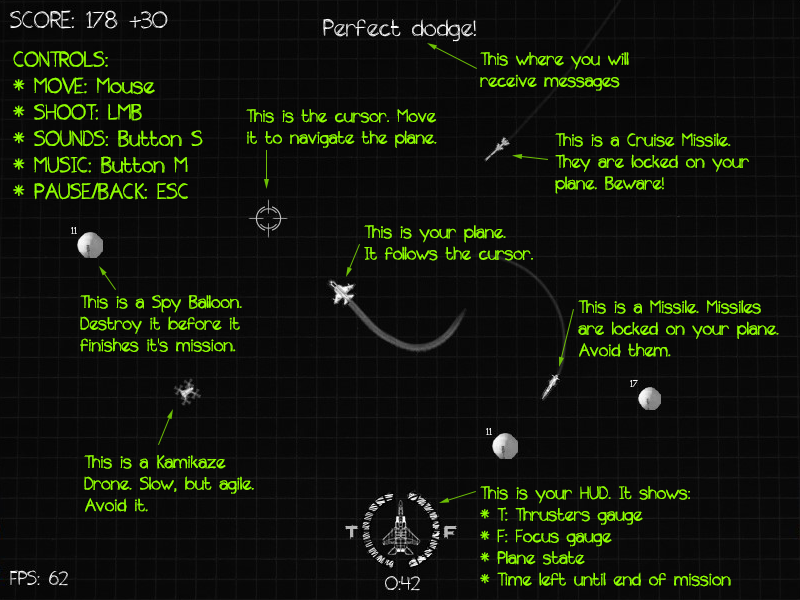 SCORE: 178 +30
Perfect dodge!
This where you will
receive messages
CONTROLS:
* MOVE: Mouse
* SHOOT: LMB
* SOUNDS: Button S
* MUSIC: Button M
* PAUSE/BACK: ESC
This is the cursor. Move
it to navigate the plane.
This is a Cruise Missile.
They are locked on your
plane. Beware!
11
This is your plane.
It follows the cursor.
This is a Spy Balloon.
Destroy it before it
finishes it's mission.
This is a Missile. Missiles
are locked on your plane.
Avoid them.
17
11
This is a Kamikaze
Drone. Slow, but agile.
Avoid it.
T
F
This is your HUD. It shows:
* T: Thrusters gauge
* F: Focus gauge
* Plane state
* Time left until end of mission
0:42
FPS: 62